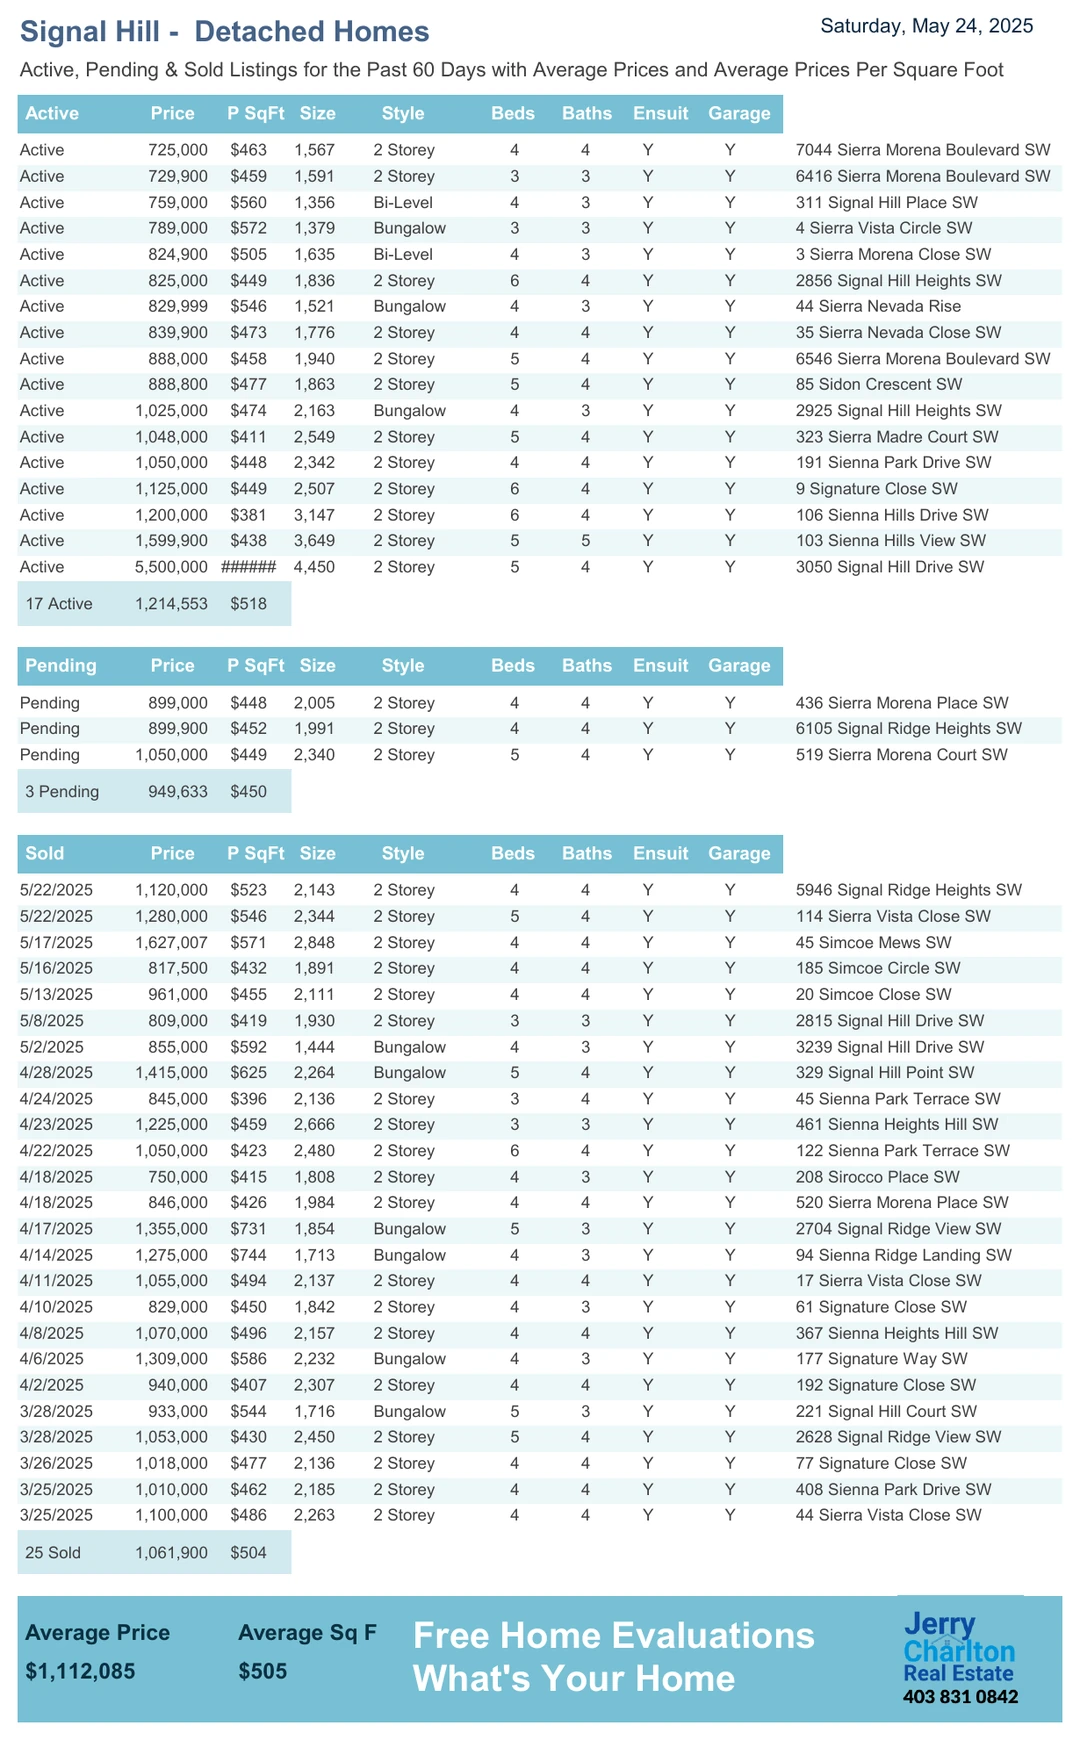 Signal Hill - Detached Homes
Saturday, May 24, 2025
Active, Pending & Sold Listings for the Past 60 Days with Average Prices and Average Prices Per Square Foot
Active Price P SqFt Size Style Beds Baths Ensuit Garage
Active 725,000 $463 1,567 2 Storey 4 4 Y Y 7044 Sierra Morena Boulevard SW
Active 729,900 $459 1,591 2 Storey 3 3 Y Y 6416 Sierra Morena Boulevard SW
Active 759,000 $560 1,356 Bi-Level 4 3 Y Y 311 Signal Hill Place SW
Active 789,000 $572 1,379 Bungalow 3 3 Y Y 4 Sierra Vista Circle SW
Active 824,900 $505 1,635 Bi-Level 4 3 Y Y 3 Sierra Morena Close SW
Active 825,000 $449 1,836 2 Storey 6 4 Y Y 2856 Signal Hill Heights SW
Active 829,999 $546 1,521 Bungalow 4 3 Y Y 44 Sierra Nevada Rise
Active 839,900 $473 1,776 2 Storey 4 4 Y Y 35 Sierra Nevada Close SW
Active 888,000 $458 1,940 2 Storey 5 4 Y Y 6546 Sierra Morena Boulevard SW
Active 888,800 $477 1,863 2 Storey 5 4 Y Y 85 Sidon Crescent SW
Active 1,025,000 $474 2,163 Bungalow 4 3 Y Y 2925 Signal Hill Heights SW
Active 1,048,000 $411 2,549 2 Storey 5 4 Y Y 323 Sierra Madre Court SW
Active 1,050,000 $448 2,342 2 Storey 4 4 Y Y 191 Sienna Park Drive SW
Active 1,125,000 $449 2,507 2 Storey 6 4 Y Y 9 Signature Close SW
Active 1,200,000 $381 3,147 2 Storey 6 4 Y Y 106 Sienna Hills Drive SW
Active 1,599,900 $438 3,649 2 Storey 5 5 Y Y 103 Sienna Hills View SW
Active 5,500,000 ###### 4,450 2 Storey 5 4 Y Y 3050 Signal Hill Drive SW
17 Active 1,214,553 $518
Pending Price P SqFt Size Style Beds Baths Ensuit Garage
Pending 899,000 $448 2,005 2 Storey 4 4 Y Y 436 Sierra Morena Place SW
Pending 899,900 $452 1,991 2 Storey 4 4 Y Y 6105 Signal Ridge Heights SW
Pending 1,050,000 $449 2,340 2 Storey 5 4 Y Y 519 Sierra Morena Court SW
3 Pending 949,633 $450
Sold Price P SqFt Size Style Beds Baths Ensuit Garage
5/22/2025 1,120,000 $523 2,143 2 Storey 4 4 Y Y 5946 Signal Ridge Heights SW
5/22/2025 1,280,000 $546 2,344 2 Storey 5 4 Y Y 114 Sierra Vista Close SW
5/17/2025 1,627,007 $571 2,848 2 Storey 4 4 Y Y 45 Simcoe Mews SW
5/16/2025 817,500 $432 1,891 2 Storey 4 4 Y Y 185 Simcoe Circle SW
5/13/2025 961,000 $455 2,111 2 Storey 4 4 Y Y 20 Simcoe Close SW
5/8/2025 809,000 $419 1,930 2 Storey 3 3 Y Y 2815 Signal Hill Drive SW
5/2/2025 855,000 $592 1,444 Bungalow 4 3 Y Y 3239 Signal Hill Drive SW
4/28/2025 1,415,000 $625 2,264 Bungalow 5 4 Y Y 329 Signal Hill Point SW
4/24/2025 845,000 $396 2,136 2 Storey 3 4 Y Y 45 Sienna Park Terrace SW
4/23/2025 1,225,000 $459 2,666 2 Storey 3 3 Y Y 461 Sienna Heights Hill SW
4/22/2025 1,050,000 $423 2,480 2 Storey 6 4 Y Y 122 Sienna Park Terrace SW
4/18/2025 750,000 $415 1,808 2 Storey 4 3 Y Y 208 Sirocco Place SW
4/18/2025 846,000 $426 1,984 2 Storey 4 4 Y Y 520 Sierra Morena Place SW
4/17/2025 1,355,000 $731 1,854 Bungalow 5 3 Y Y 2704 Signal Ridge View SW
4/14/2025 1,275,000 $744 1,713 Bungalow 4 3 Y Y 94 Sienna Ridge Landing SW
4/11/2025 1,055,000 $494 2,137 2 Storey 4 4 Y Y 17 Sierra Vista Close SW
4/10/2025 829,000 $450 1,842 2 Storey 4 3 Y Y 61 Signature Close SW
4/8/2025 1,070,000 $496 2,157 2 Storey 4 4 Y Y 367 Sienna Heights Hill SW
4/6/2025 1,309,000 $586 2,232 Bungalow 4 3 Y Y 177 Signature Way SW
4/2/2025 940,000 $407 2,307 2 Storey 4 4 Y Y 192 Signature Close SW
3/28/2025 933,000 $544 1,716 Bungalow 5 3 Y Y 221 Signal Hill Court SW
3/28/2025 1,053,000 $430 2,450 2 Storey 5 4 Y Y 2628 Signal Ridge View SW
3/26/2025 1,018,000 $477 2,136 2 Storey 4 4 Y Y 77 Signature Close SW
3/25/2025 1,010,000 $462 2,185 2 Storey 4 4 Y Y 408 Sienna Park Drive SW
3/25/2025 1,100,000 $486 2,263 2 Storey 4 4 Y Y 44 Sierra Vista Close SW
25 Sold 1,061,900 $504
Average Price Average Sq F
$1,112,085 $505
Free Home Evaluations
What's Your Home
Jerry
Charlton
Real Estate
403 831 0842